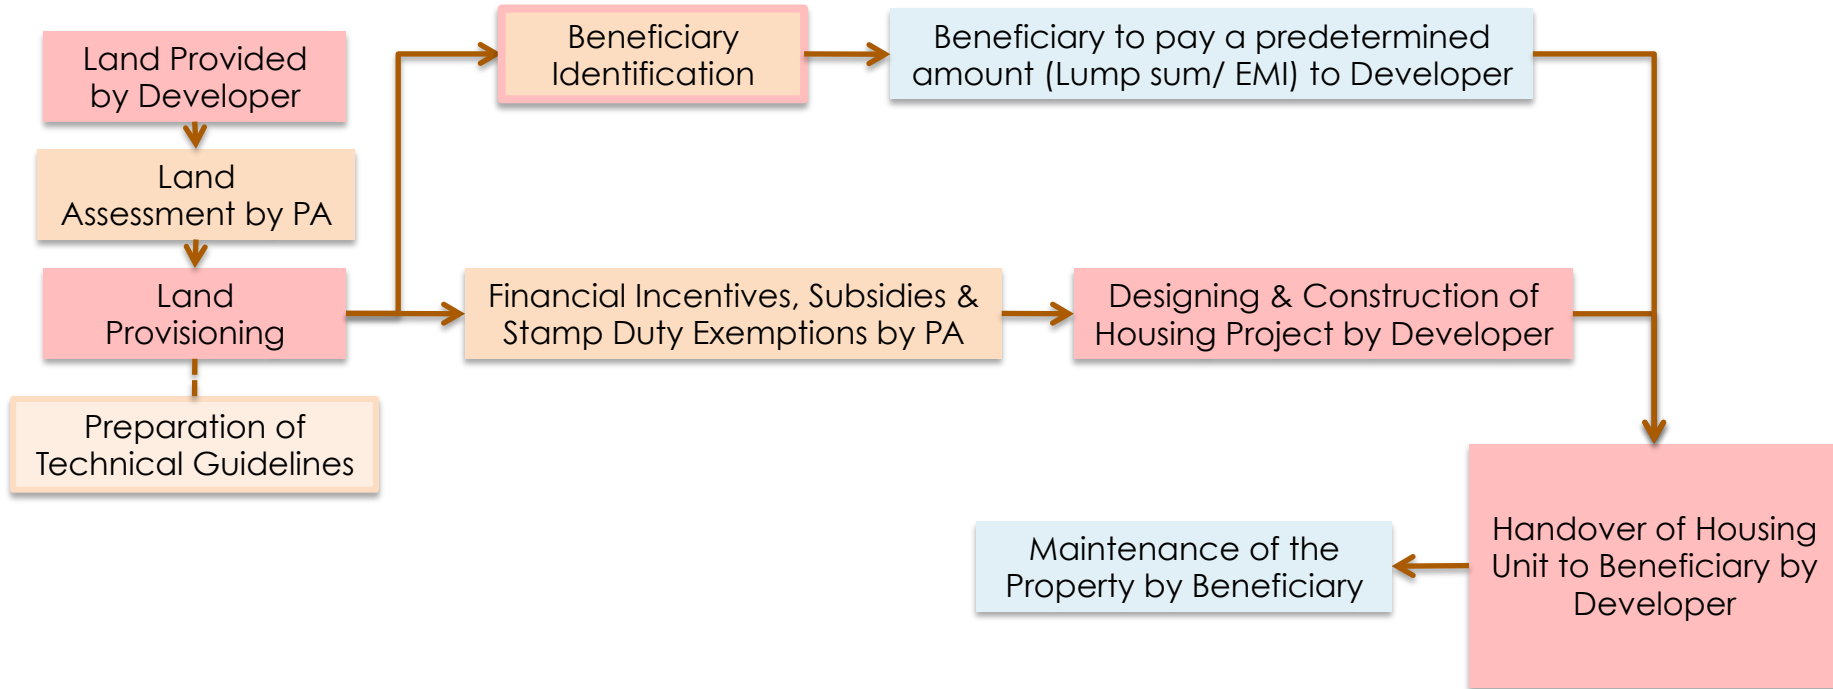 Land Provided
by Developer
Land
Assessment by PA
Land
Provisioning
Preparation of
Technical Guidelines
Beneficiary
Identification
Beneficiary to pay a predetermined
amount (Lump sum/ EMI) to Developer
Financial Incentives, Subsidies &
Stamp Duty Exemptions by PA
Designing & Construction of
Housing Project by Developer
Handover of Housing
Unit to Beneficiary by
Developer
Maintenance of the
Property by Beneficiary